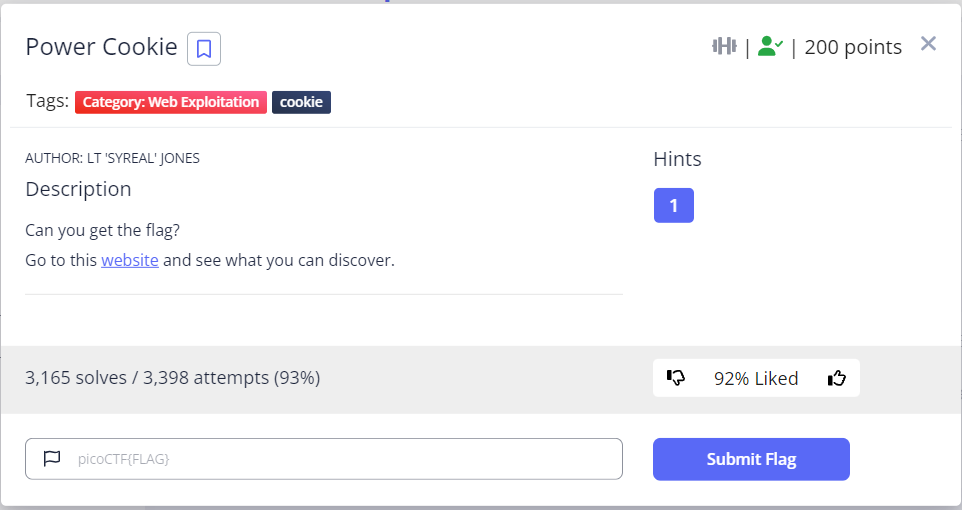 Power Cookie
| | 200 points
Tags: Category: Web Exploitation cookie
AUTHOR: LT 'SYREAL' JONES
Hints
Description
1
Can you get the flag?
Go to this website and see what you can discover.
3,165 solves / 3,398 attempts (93%)
92% Liked
picoCTF{FLAG}
Submit Flag